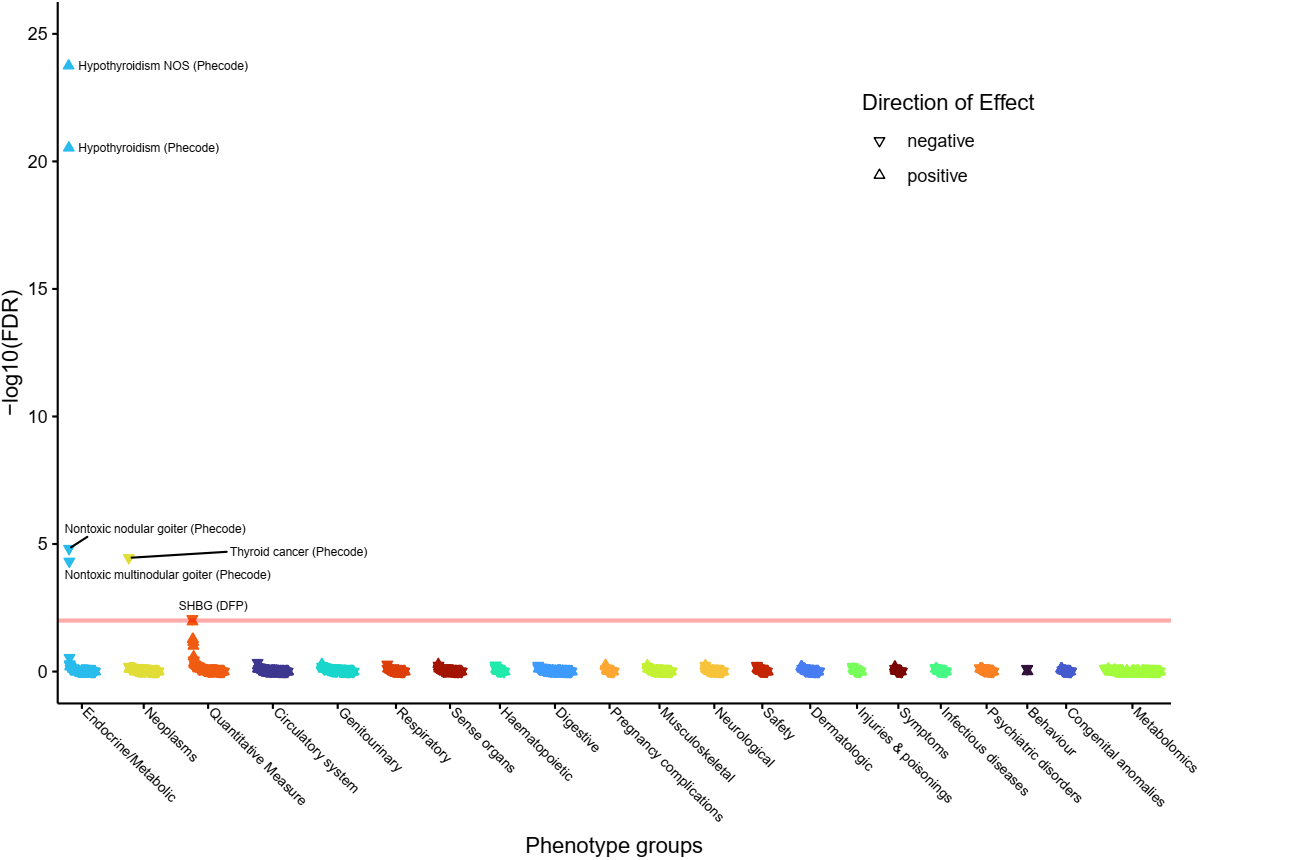 25
Hypothyroidism NOS (Phecode)
Direction of Effect
negative
Hypothyroidism (Phecode)
20
positive
15
−log10(FDR)
10
Nontoxic nodular goiter (Phecode)
5
Thyroid cancer (Phecode)
Nontoxic multinodular goiter (Phecode)
SHBG (DFP)
0
Endocrine/Metabolic
Neoplasms
Quantitative Measure
Circulatory system
Genitourinary
Respiratory
Sense organs
Haematopoietic
Digestive
Pregnancy complications
Musculoskeletal
Neurological
Safety
Dermatologic
Injuries & poisonings
Symptoms
Infectious diseases
Psychiatric disorders
Behaviour
Congenital anomalies
Metabolomics
Phenotype groups